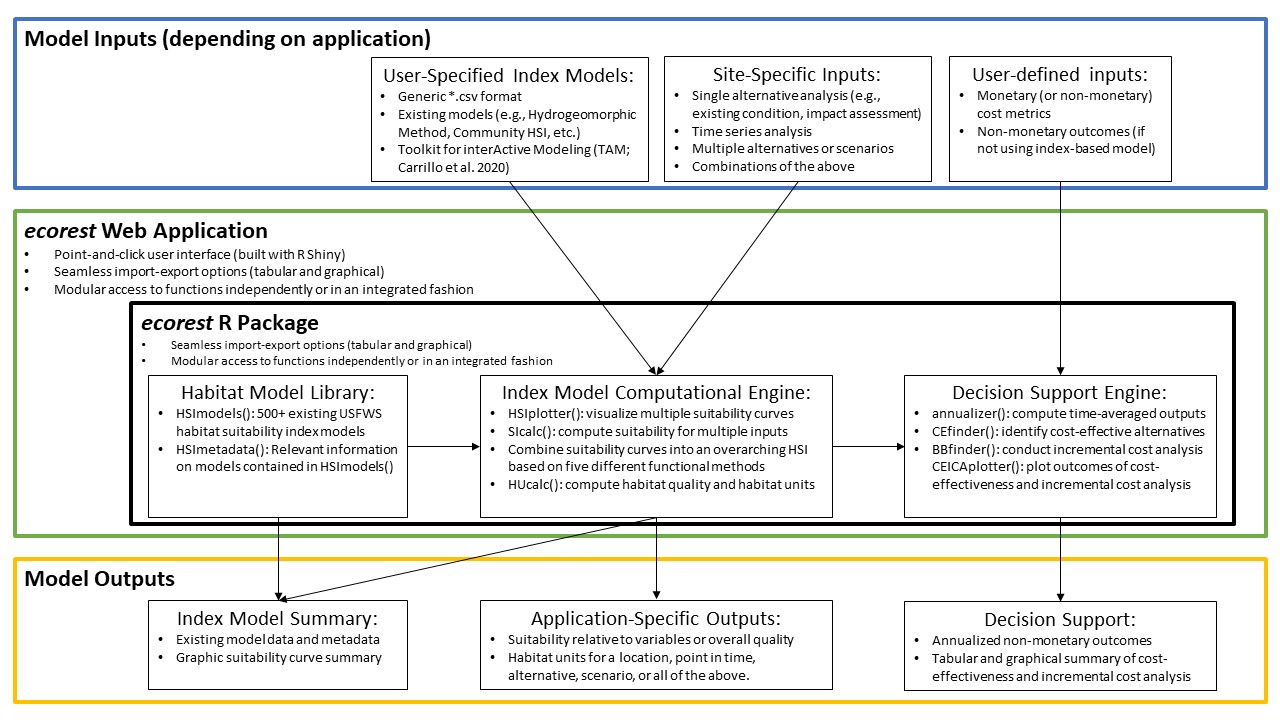 Model Inputs (depending on application)
User-Specified Index Models:
• Generic *.csv format
• Existing models (e.g., Hydrogeomorphic
Method, Community HSI, etc.)
• Toolkit for interActive Modeling (TAM;
Carrillo et al. 2020)
Site-Specific Inputs:
• Single alternative analysis (e.g.,
existing condition, impact assessment)
• Time series analysis
• Multiple alternatives or scenarios
• Combinations of the above
User-defined inputs:
• Monetary (or non-monetary)
cost metrics
• Non-monetary outcomes (if
not using index-based model)
ecorest Web Application
• Point-and-click user interface (built with R Shiny)
• Seamless import-export options (tabular and graphical)
• Modular access to functions independently or in an integrated fashion
ecorest R Package
• Seamless import-export options (tabular and graphical)
• Modular access to functions independently or in an integrated fashion
Habitat Model Library:
• HSImodels(): 500+ existing USFWS
habitat suitability index models
• HSImetadata(): Relevant information
on models contained in HSImodels()
Index Model Computational Engine:
• HSIplotter(): visualize multiple suitability curves
• SIcalc(): compute suitability for multiple inputs
• Combine suitability curves into an overarching HSI
based on five different functional methods
• HUcalc(): compute habitat quality and habitat units
Decision Support Engine:
• annualizer(): compute time-averaged outputs
• CEfinder(): identify cost-effective alternatives
• BBfinder(): conduct incremental cost analysis
CEICAplotter(): plot outcomes of cost-
effectiveness and incremental cost analysis
Model Outputs
Index Model Summary:
• Existing model data and metadata
• Graphic suitability curve summary
Application-Specific Outputs:
• Suitability relative to variables or overall quality
• Habitat units for a location, point in time,
alternative, scenario, or all of the above.
Decision Support:
• Annualized non-monetary outcomes
• Tabular and graphical summary of cost-
effectiveness and incremental cost analysis